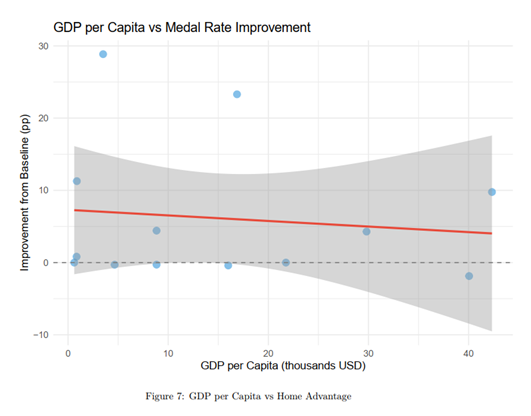 GDP per Capita vs Medal Rate Improvement
30
20
10
0
−10
Improvement from Baseline (pp)
0 10 20 30 40
GDP per Capita (thousands USD)
Figure 7: GDP per Capita vs Home Advantage